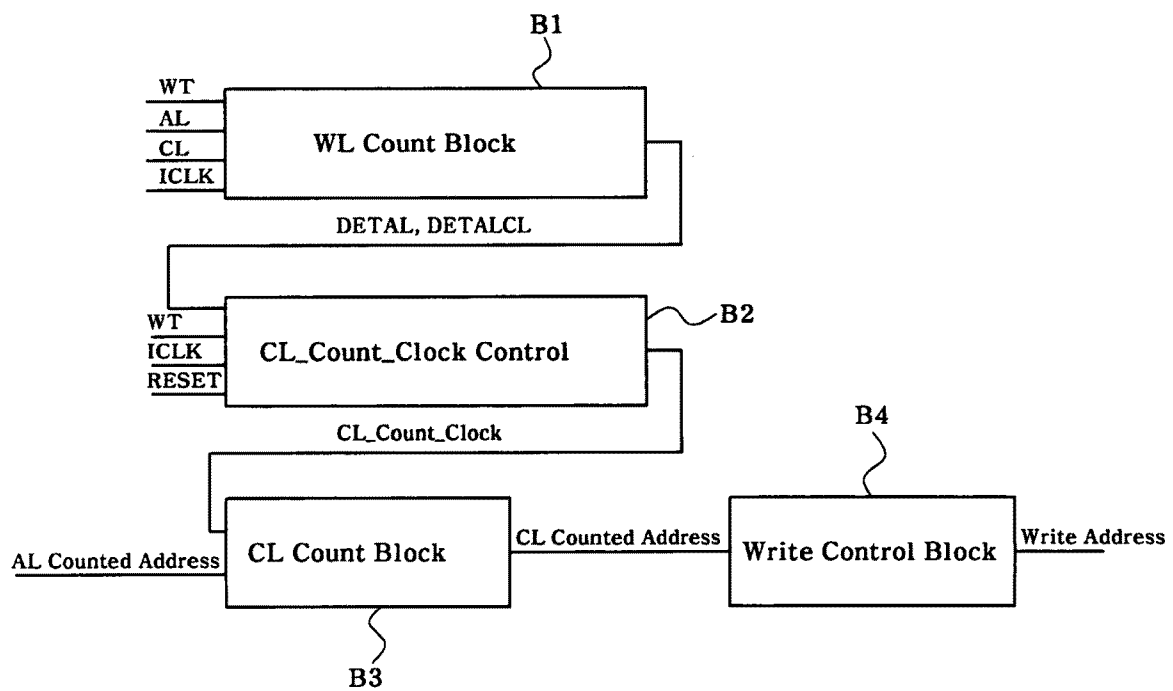 B1
WT
AL
CL
ICLK
WL Count Block
DETAL, DETALCL
B2
WT
ICLK
RESET
CL_Count_Clock Control
CL_Count_Clock
B4
AL Counted Address
CL Count Block
CL Counted Address
Write Control Block
Write Address
B3